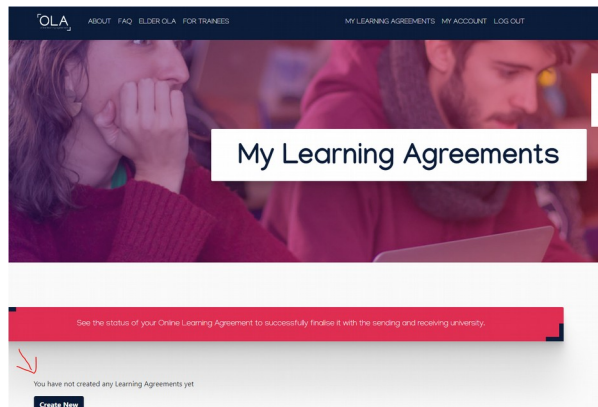 OLA
ABOUT FAQ ELDER OLA FOR TRAINEES MY LEARNING AGREEMENTS MY ACCOUNT LOG OUT
My Learning Agreements
See the status of your Online Learning Agreement to successfully finalise it with the sending and receiving university.
You have not created any Learning Agreements yet
Create New